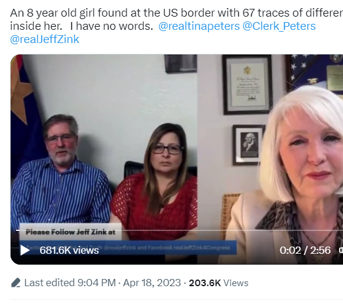 An 8 year old girl found at the US border with 67 traces of differen
inside her. I have no words. @realtinapeters @Clerk_Peters
@realJeffZink
Please Follow Jeff Zink at
681.6K views
0:02 / 2:56
Last edited 9:04 PM · Apr 18, 2023 · 203.6K Views